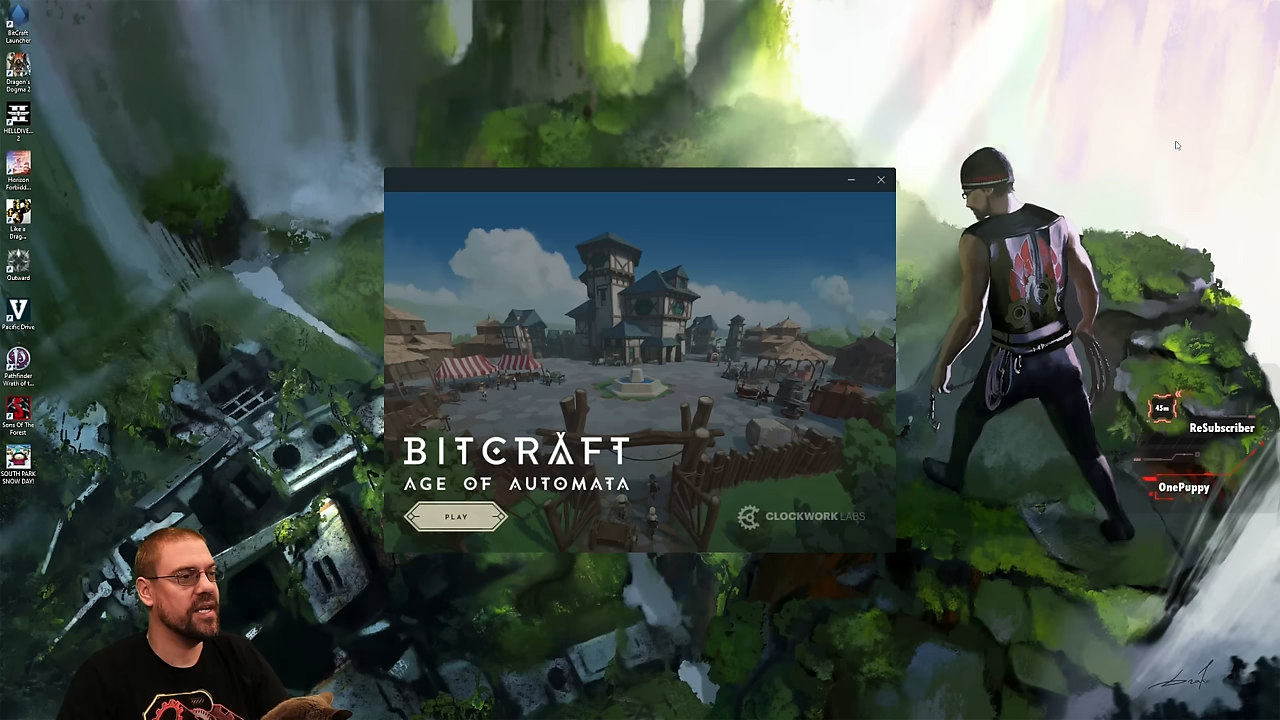 BitCraft
Launcher
Dragon's
Dogma 2
HELLDIVE...
2
Horizon
Forbidd...
Like a
Drag...
Outward
Pacific Drive
Pathfinder
Wrath of t...
Sons Of The
Forest
SOUTH PARK
SNOW DAY!
BITCRAFT
AGE OF AUTOMATA
PLAY
CLOCKWORK LABS
45m
ReSubscriber
OnePuppy